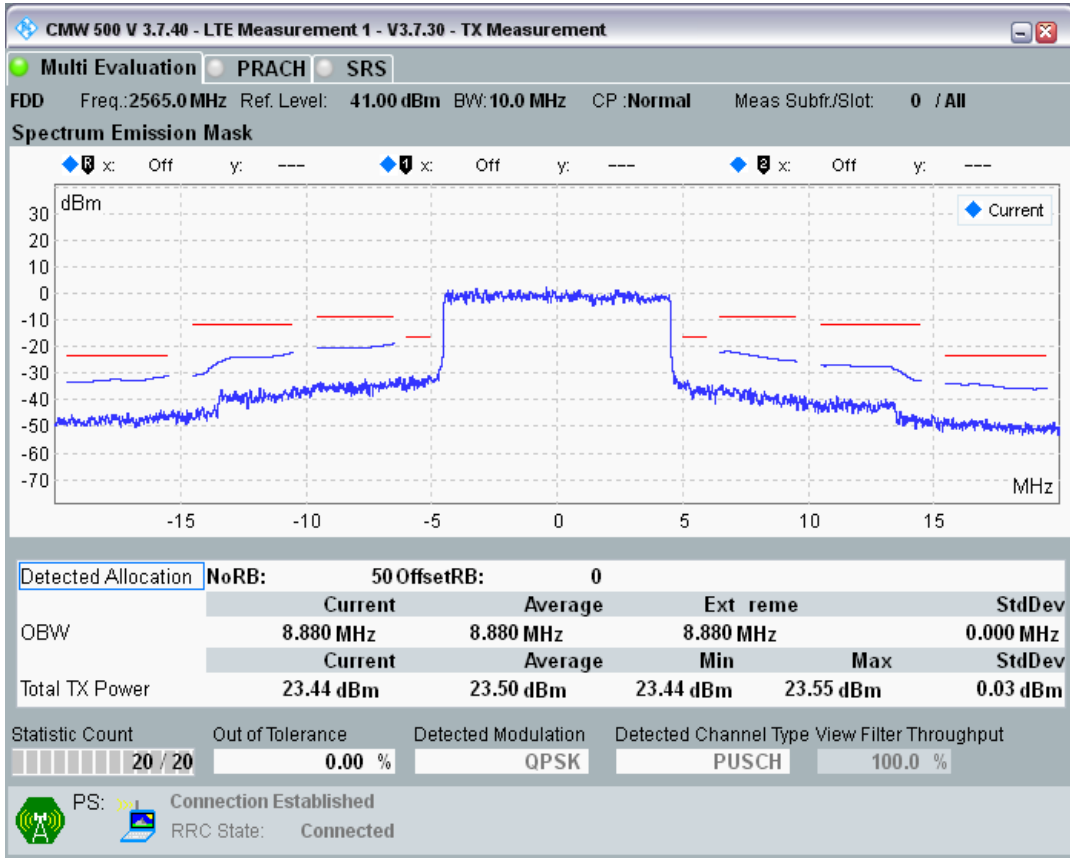 CMW 500 V 3.7.40 - LTE Measurement 1 - V3.7.30 - TX Measurement
Multi Evaluation PRACH SRS
FDD Freq.:2565.0 MHz Ref. Level: 41.00 dBm BW:10.0 MHz CP :Normal Meas Subfr./Slot: 0 / All
Spectrum Emission Mask
R x: Off y: --- 1 x: Off y: --- 2 x: Off y: ---
dBm
Current
30
20
10
0
-10
-20
-30
-40
-50
-60
-70
MHz
-15 -10 -5 0 5 10 15
Detected Allocation NoRB: 50 OffsetRB: 0
Current Average Ext reme StdDev
OBW 8.880 MHz 8.880 MHz 8.880 MHz 0.000 MHz
Current Average Min Max StdDev
Total TX Power 23.44 dBm 23.50 dBm 23.44 dBm 23.55 dBm 0.03 dBm
Statistic Count Out of Tolerance Detected Modulation Detected Channel Type View Filter Throughput
20 / 20 0.00 % QPSK PUSCH 100.0 %
PS: Connection Established
RRC State: Connected